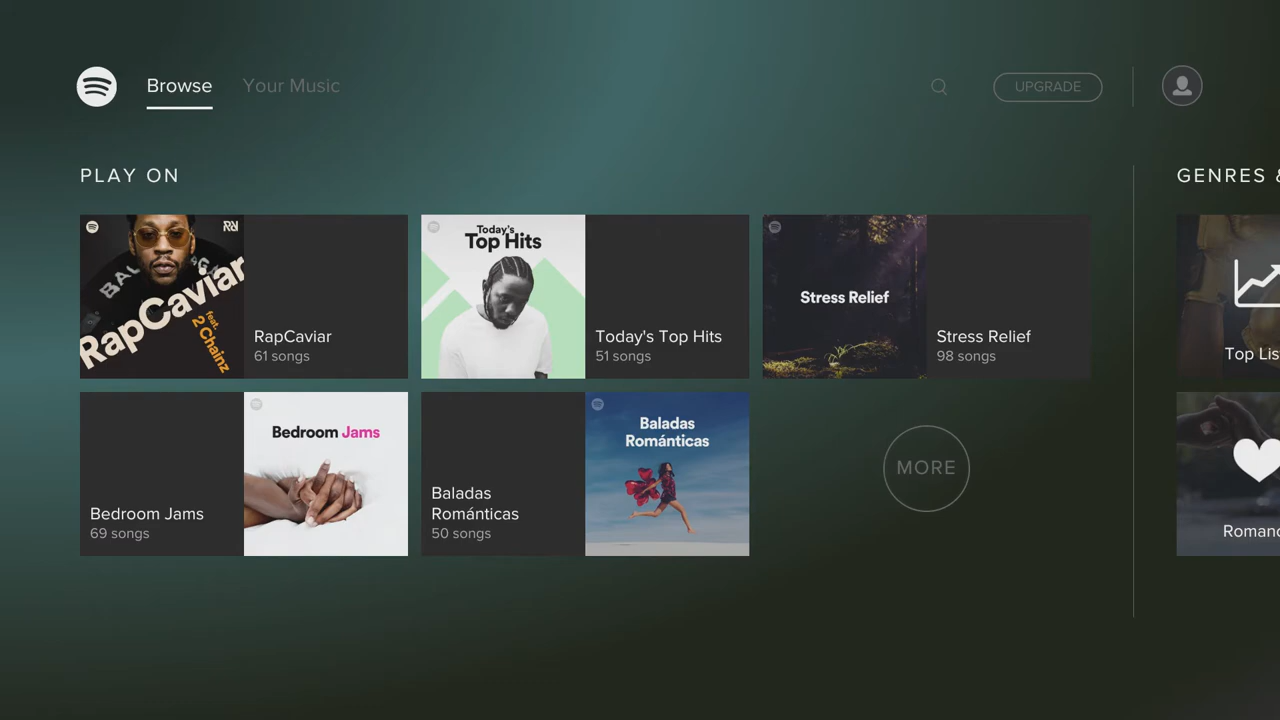 Browse
Your Music
UPGRADE
PLAY ON
GENRES &
RapCaviar
feat.
2 Chainz
RapCaviar
61 songs
Today's
Top Hits
Today's Top Hits
51 songs
Stress Relief
Stress Relief
98 songs
Top Lis
Bedroom Jams
69 songs
Bedroom Jams
Baladas
Románticas
50 songs
Baladas
Románticas
MORE
Romanc